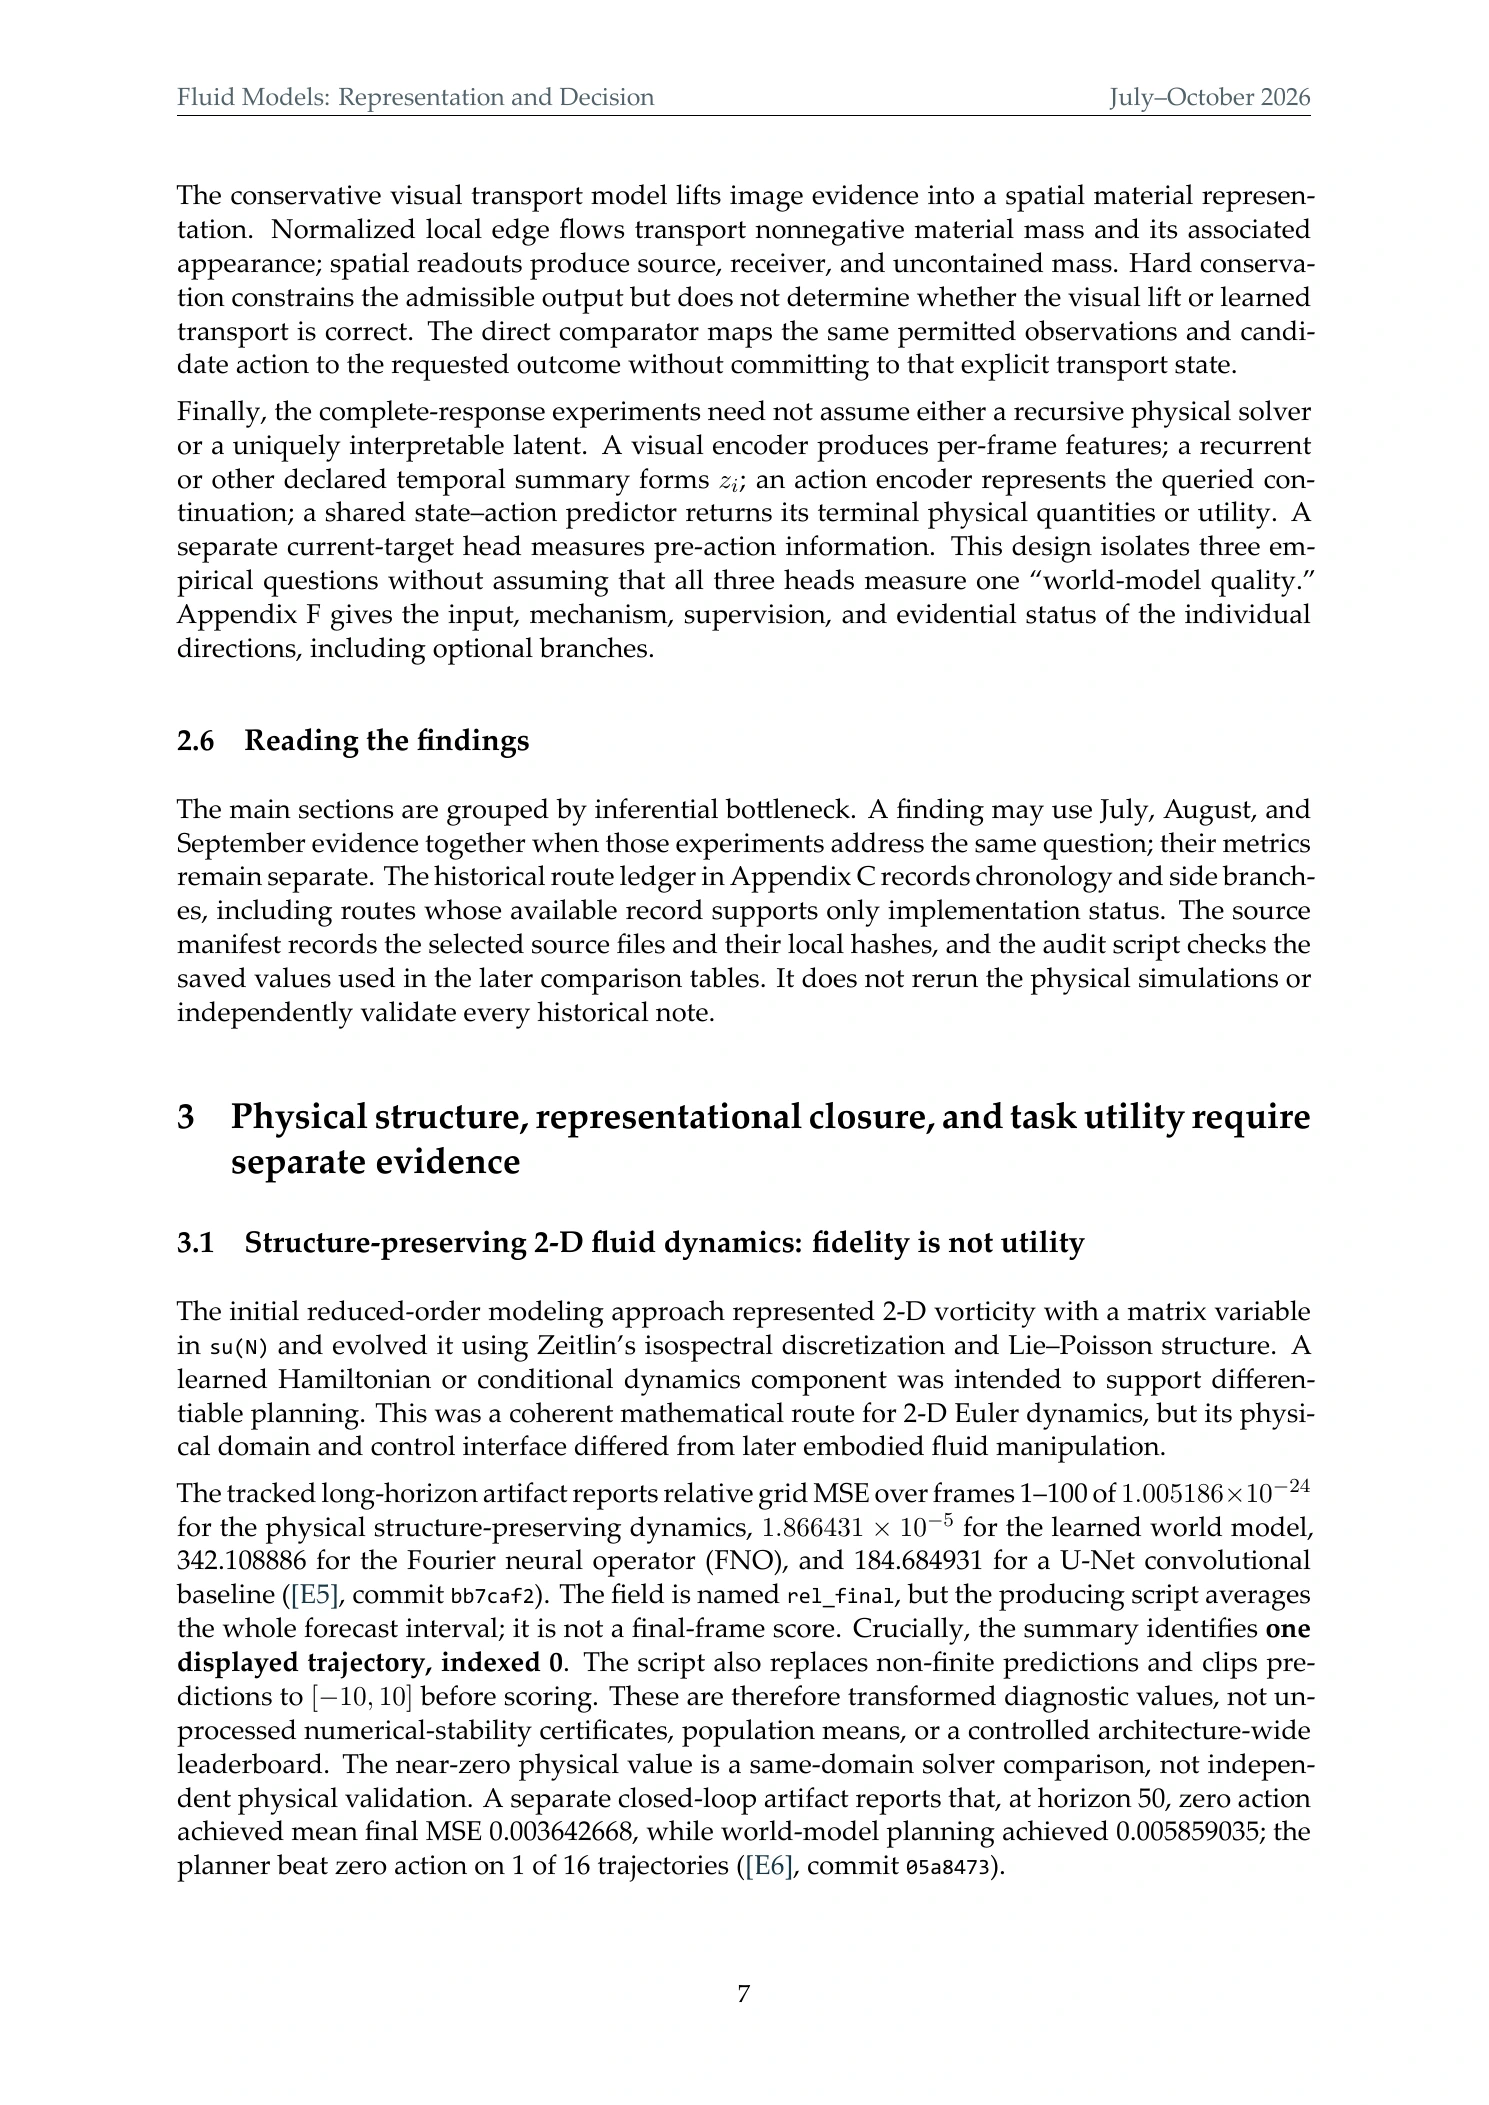 Fluid Models: Representation and Decision July–October 2026
The conservative visual transport model lifts image evidence into a spatial material represen-
tation. Normalized local edge flows transport nonnegative material mass and its associated
appearance; spatial readouts produce source, receiver, and uncontained mass. Hard conserva-
tion constrains the admissible output but does not determine whether the visual lift or learned
transport is correct. The direct comparator maps the same permitted observations and candi-
date action to the requested outcome without committing to that explicit transport state.
Finally, the complete-response experiments need not assume either a recursive physical solver
or a uniquely interpretable latent. A visual encoder produces per-frame features; a recurrent
or other declared temporal summary forms z_i; an action encoder represents the queried con-
tinuation; a shared state–action predictor returns its terminal physical quantities or utility. A
separate current-target head measures pre-action information. This design isolates three em-
pirical questions without assuming that all three heads measure one “world-model quality.”
Appendix F gives the input, mechanism, supervision, and evidential status of the individual
directions, including optional branches.
2.6 Reading the findings
The main sections are grouped by inferential bottleneck. A finding may use July, August, and
September evidence together when those experiments address the same question; their metrics
remain separate. The historical route ledger in Appendix C records chronology and side branch-
es, including routes whose available record supports only implementation status. The source
manifest records the selected source files and their local hashes, and the audit script checks the
saved values used in the later comparison tables. It does not rerun the physical simulations or
independently validate every historical note.
3 Physical structure, representational closure, and task utility require
separate evidence
3.1 Structure-preserving 2-D fluid dynamics: fidelity is not utility
The initial reduced-order modeling approach represented 2-D vorticity with a matrix variable
in su(N) and evolved it using Zeitlin’s isospectral discretization and Lie–Poisson structure. A
learned Hamiltonian or conditional dynamics component was intended to support differen-
tiable planning. This was a coherent mathematical route for 2-D Euler dynamics, but its physi-
cal domain and control interface differed from later embodied fluid manipulation.
The tracked long-horizon artifact reports relative grid MSE over frames 1–100 of 1.005186×10⁻²⁴
for the physical structure-preserving dynamics, 1.866431 × 10⁻⁵ for the learned world model,
342.108886 for the Fourier neural operator (FNO), and 184.684931 for a U-Net convolutional
baseline ([E5], commit bb7caf2). The field is named rel_final, but the producing script averages
the whole forecast interval; it is not a final-frame score. Crucially, the summary identifies one
displayed trajectory, indexed 0. The script also replaces non-finite predictions and clips pre-
dictions to [−10, 10] before scoring. These are therefore transformed diagnostic values, not un-
processed numerical-stability certificates, population means, or a controlled architecture-wide
leaderboard. The near-zero physical value is a same-domain solver comparison, not indepen-
dent physical validation. A separate closed-loop artifact reports that, at horizon 50, zero action
achieved mean final MSE 0.003642668, while world-model planning achieved 0.005859035; the
planner beat zero action on 1 of 16 trajectories ([E6], commit 05a8473).
7